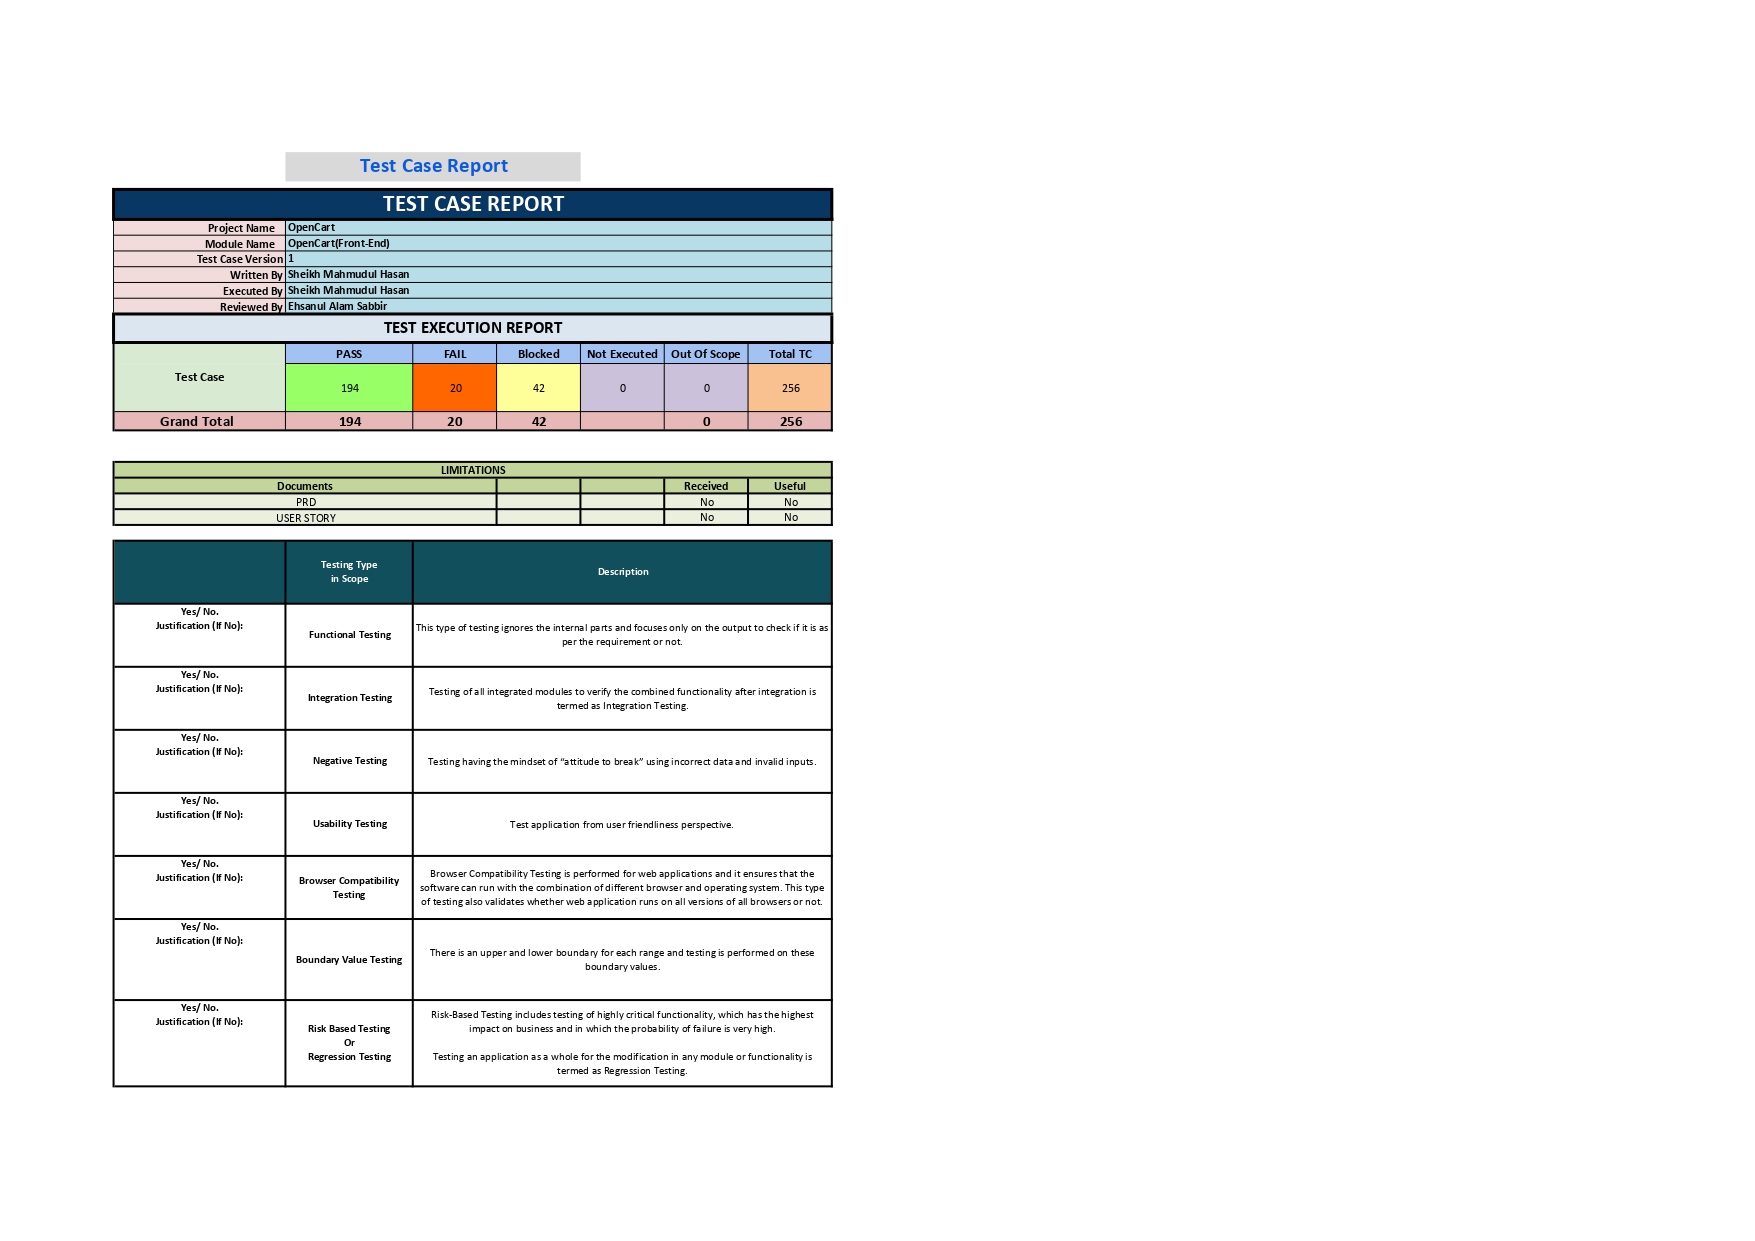 Test Case Report
TEST CASE REPORT
Project Name OpenCart
Module Name OpenCart(Front-End)
Test Case Version 1
Written By Sheikh Mahmudul Hasan
Executed By Sheikh Mahmudul Hasan
Reviewed By Ehsanul Alam Sabbir
TEST EXECUTION REPORT
Test Case PASS FAIL Blocked Not Executed Out Of Scope Total TC
194 20 42 0 0 256
Grand Total 194 20 42 0 256
LIMITATIONS
Documents Received Useful
PRD No No
USER STORY No No
Testing Type
in Scope
Description
Yes/ No.
Justification (If No):
Functional Testing
This type of testing ignores the internal parts and focuses only on the output to check if it is as
per the requirement or not.
Yes/ No.
Justification (If No):
Integration Testing
Testing of all integrated modules to verify the combined functionality after integration is
termed as Integration Testing.
Yes/ No.
Justification (If No):
Negative Testing
Testing having the mindset of “attitude to break” using incorrect data and invalid inputs.
Yes/ No.
Justification (If No):
Usability Testing
Test application from user friendliness perspective.
Yes/ No.
Justification (If No):
Browser Compatibility
Testing
Browser Compatibility Testing is performed for web applications and it ensures that the
software can run with the combination of different browser and operating system. This type
of testing also validates whether web application runs on all versions of all browsers or not.
Yes/ No.
Justification (If No):
Boundary Value Testing
There is an upper and lower boundary for each range and testing is performed on these
boundary values.
Yes/ No.
Justification (If No):
Risk Based Testing
Or
Regression Testing
Risk-Based Testing includes testing of highly critical functionality, which has the highest
impact on business and in which the probability of failure is very high.
Testing an application as a whole for the modification in any module or functionality is
termed as Regression Testing.